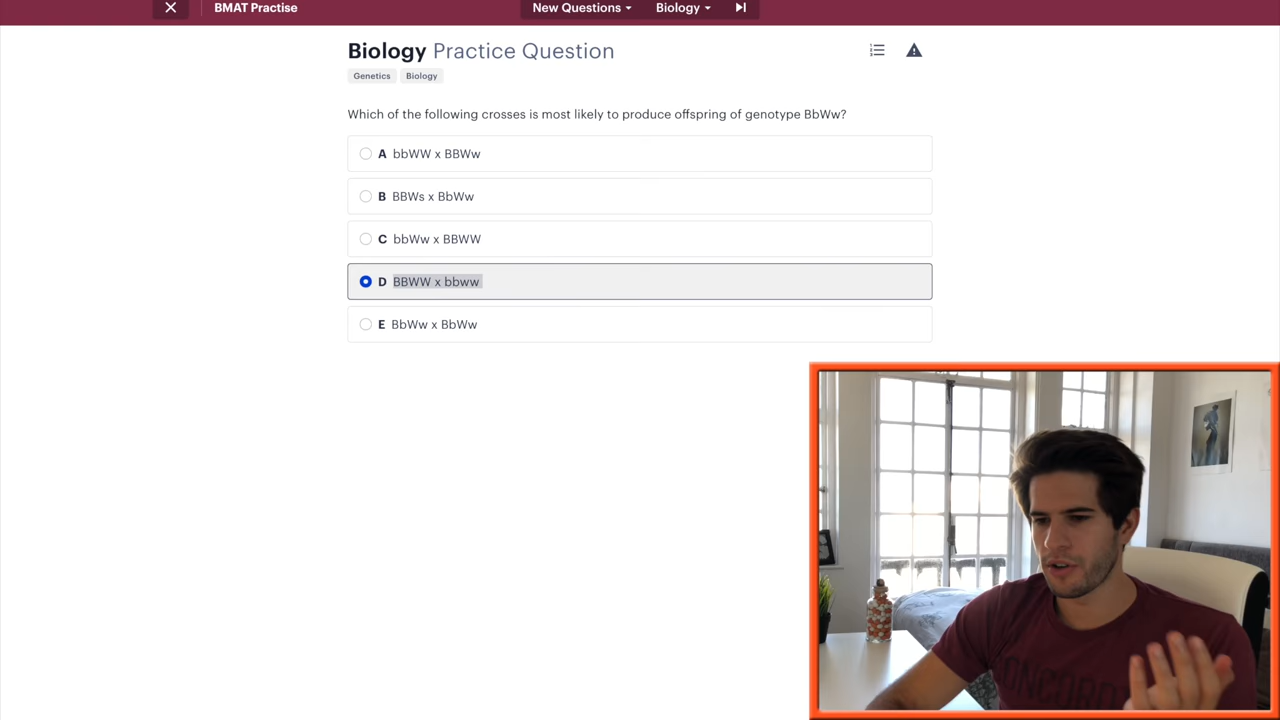 BMAT Practise
New Questions
Biology
Biology Practice Question
Genetics
Biology
Which of the following crosses is most likely to produce offspring of genotype BbWw?
A bbWW x BBWw
B BBWs x BbWw
C bbWw x BBWW
D BBWW x bbww
E BbWw x BbWw